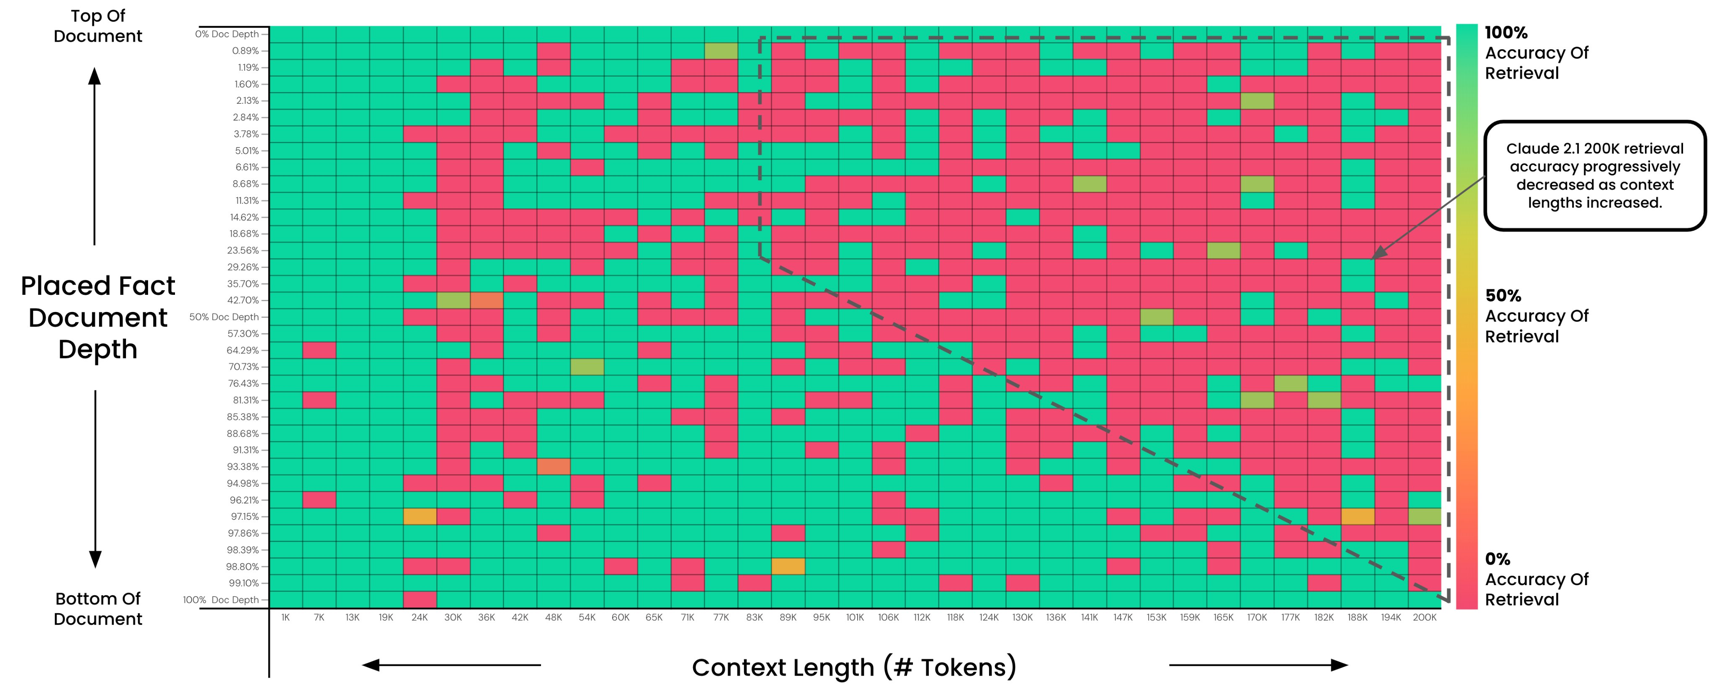 Top Of
Document
Placed Fact
Document
Depth
Bottom Of
Document
0% Doc Depth
0.89%
1.19%
1.60%
2.13%
2.84%
3.78%
5.01%
6.61%
8.68%
11.31%
14.62%
18.68%
23.56%
29.26%
35.70%
42.70%
50% Doc Depth
57.30%
64.29%
70.73%
76.43%
81.31%
85.38%
88.68%
91.31%
93.38%
94.98%
96.21%
97.15%
97.86%
98.39%
98.80%
99.10%
100% Doc Depth
1K 7K 13K 19K 24K 30K 36K 42K 48K 54K 60K 65K 71K 77K 83K 89K 95K 101K 106K 112K 118K 124K 130K 136K 141K 147K 153K 159K 165K 170K 177K 182K 188K 194K 200K
Context Length (# Tokens)
100%
Accuracy Of
Retrieval
Claude 2.1 200K retrieval
accuracy progressively
decreased as context
lengths increased.
50%
Accuracy Of
Retrieval
0%
Accuracy Of
Retrieval